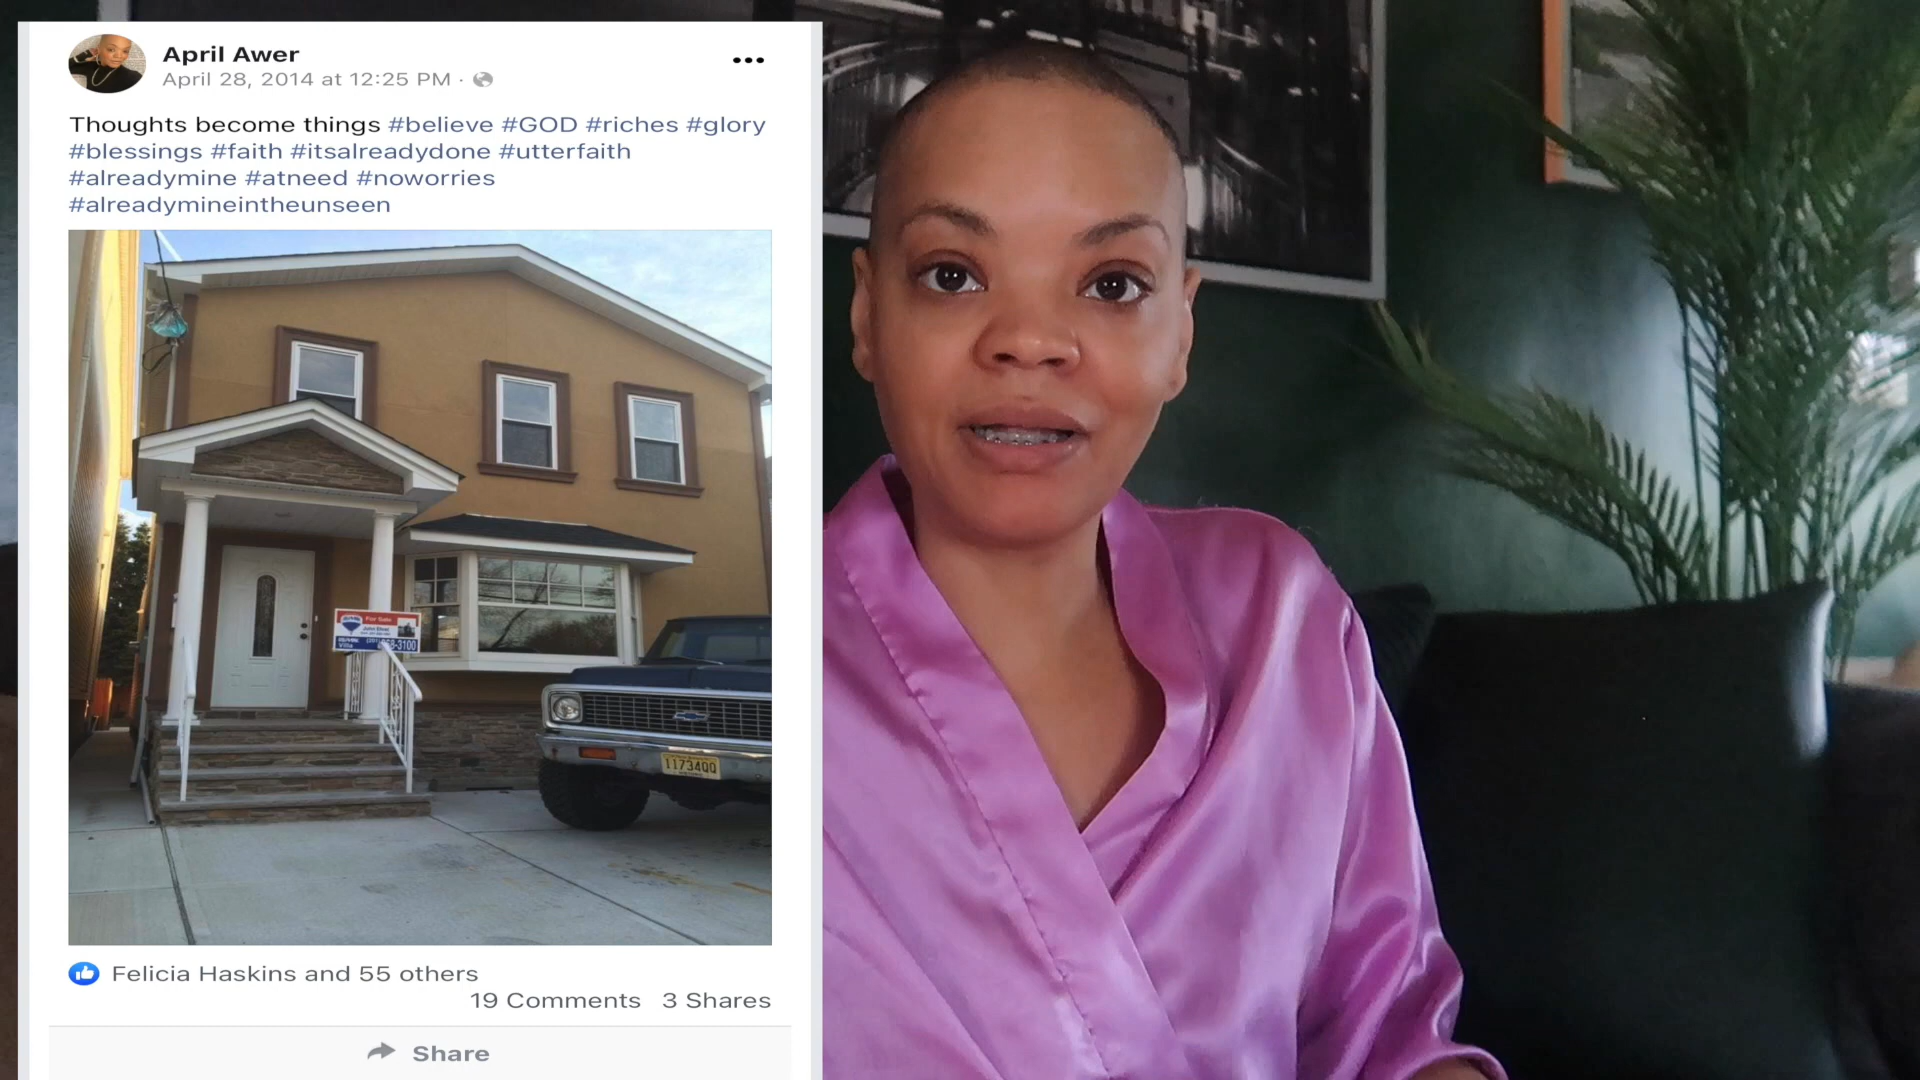 April Awer
April 28, 2014 at 12:25 PM ·
Thoughts become things #believe #GOD #riches #glory
#blessings #faith #itsalreadydone #utterfaith
#alreadymine #atneed #noworries
#alreadymineintheunseen
For Sale
117340Q
Felicia Haskins and 55 others
19 Comments 3 Shares
Share